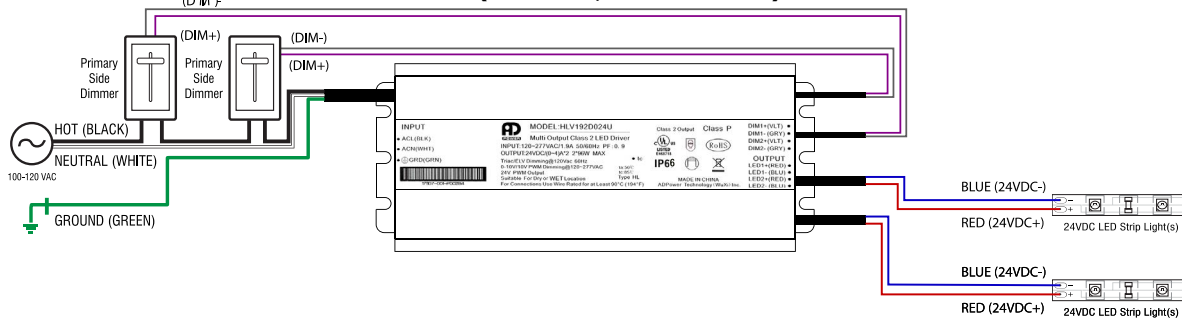 (DIM-)
(DIM+)
(DIM-)
(DIM+)
Primary
Side
Dimmer
Primary
Side
Dimmer
HOT (BLACK)
NEUTRAL (WHITE)
100-120 VAC
GROUND (GREEN)
INPUT
• ACL(BLK)
• ACN(WHT)
• GRD(GRN)
AD
MODEL:HLV192D024U
Multi Output Class 2 LED Driver
INPUT:120-277VAC/1.9A 50/60Hz PF: 0. 9
OUTPUT:24VDC(0-4)A*2 2*96W MAX
Triac/ELV Dimming@120Vac 60Hz
0-10V/10V PWM Dimming@120-277VAC
24V PWM Output
Suitable For Dry or WET Location
For Connections Use Wire Rated for at Least 90°C (194°F)
• tc
Type HL
Class 2 Output
Class P
UL
LISTED
RoHS
IP66
MADE IN CHINA
ADPower Technology (WuXi) Inc.
DIM1+(VLT) •
DIM1- (GRY) •
DIM2+(VLT) •
DIM2- (GRY) •
OUTPUT
LED1+(RED) •
LED1- (BLU) •
LED2+(RED) •
LED2- (BLU) •
BLUE (24VDC-)
RED (24VDC+)
24VDC LED Strip Light(s)
BLUE (24VDC-)
RED (24VDC+)
24VDC LED Strip Light(s)